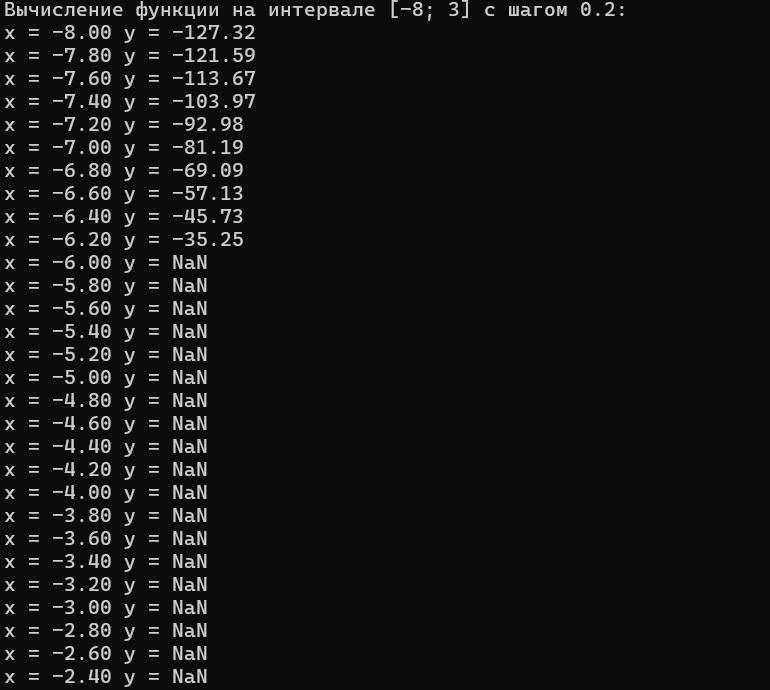 Вычисление функции на интервале [-8; 3] с шагом 0.2:
x = -8.00 y = -127.32
x = -7.80 y = -121.59
x = -7.60 y = -113.67
x = -7.40 y = -103.97
x = -7.20 y = -92.98
x = -7.00 y = -81.19
x = -6.80 y = -69.09
x = -6.60 y = -57.13
x = -6.40 y = -45.73
x = -6.20 y = -35.25
x = -6.00 y = NaN
x = -5.80 y = NaN
x = -5.60 y = NaN
x = -5.40 y = NaN
x = -5.20 y = NaN
x = -5.00 y = NaN
x = -4.80 y = NaN
x = -4.60 y = NaN
x = -4.40 y = NaN
x = -4.20 y = NaN
x = -4.00 y = NaN
x = -3.80 y = NaN
x = -3.60 y = NaN
x = -3.40 y = NaN
x = -3.20 y = NaN
x = -3.00 y = NaN
x = -2.80 y = NaN
x = -2.60 y = NaN
x = -2.40 y = NaN